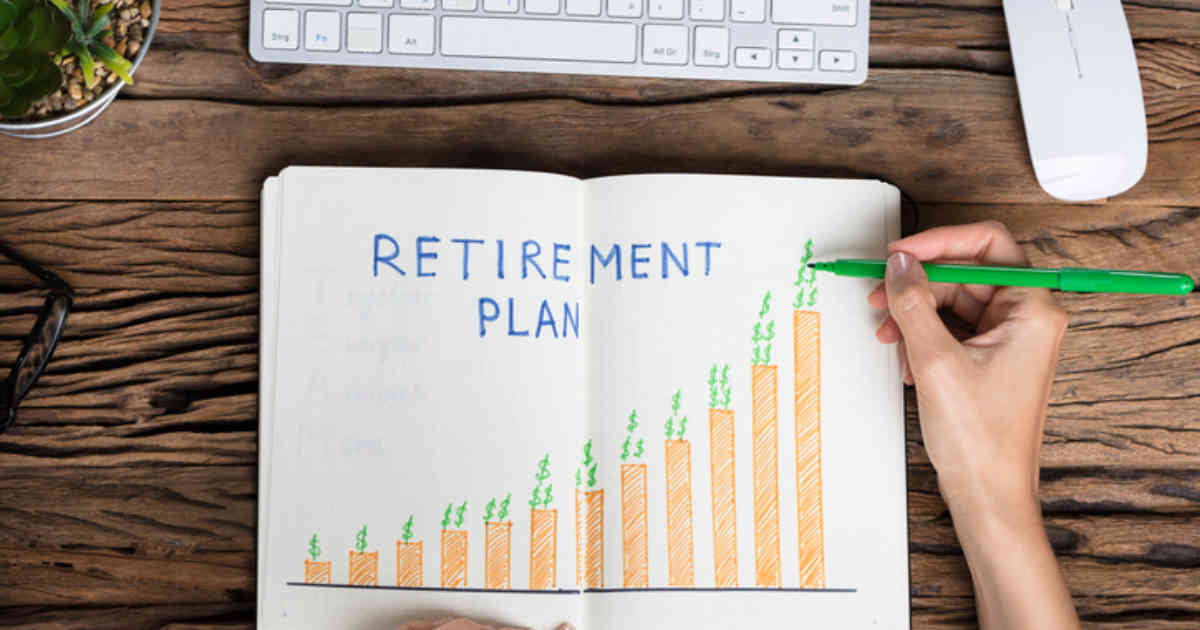 Shift
Strg Fn Alt Alt Gr Strg
RETIREMENT
PLAN
$ $ $ $ $ $ $ $ $ $ $ $ $ $ $ $ $ $ $ $ $ $ $ $ $ $ $ $ $ $ $ $ $ $